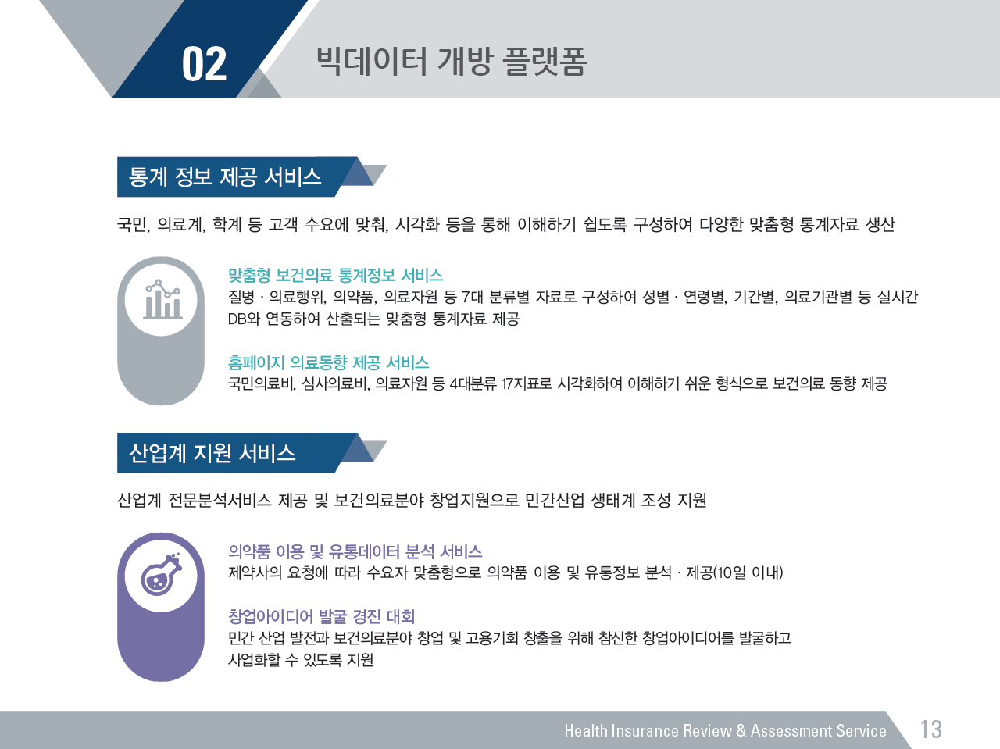 02
빅데이터 개방 플랫폼
통계 정보 제공 서비스
국민, 의료계, 학계 등 고객 수요에 맞춰, 시각화 등을 통해 이해하기 쉽도록 구성하여 다양한 맞춤형 통계자료 생산
맞춤형 보건의료 통계정보 서비스
질병 · 의료행위, 의약품, 의료자원 등 7대 분류별 자료로 구성하여 성별 · 연령별, 기간별, 의료기관별 등 실시간
DB와 연동하여 산출되는 맞춤형 통계자료 제공
홈페이지 의료동향 제공 서비스
국민의료비, 심사의료비, 의료자원 등 4대분류 17지표로 시각화하여 이해하기 쉬운 형식으로 보건의료 동향 제공
산업계 지원 서비스
산업계 전문분석서비스 제공 및 보건의료분야 창업지원으로 민간산업 생태계 조성 지원
의약품 이용 및 유통데이터 분석 서비스
제약사의 요청에 따라 수요자 맞춤형으로 의약품 이용 및 유통정보 분석 · 제공(10일 이내)
창업아이디어 발굴 경진 대회
민간 산업 발전과 보건의료분야 창업 및 고용기회 창출을 위해 참신한 창업아이디어를 발굴하고
사업화할 수 있도록 지원
Health Insurance Review & Assessment Service
13